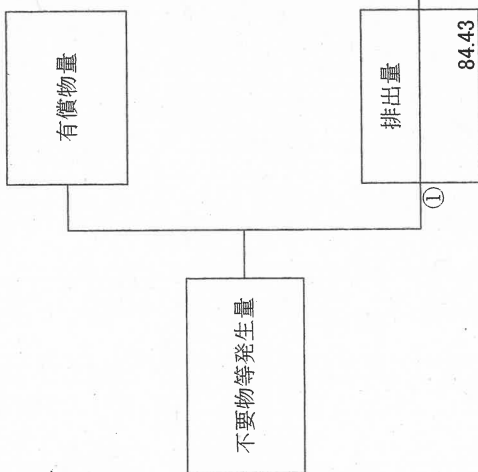 有償物量
不要物等発生量
排出量
①
84.43